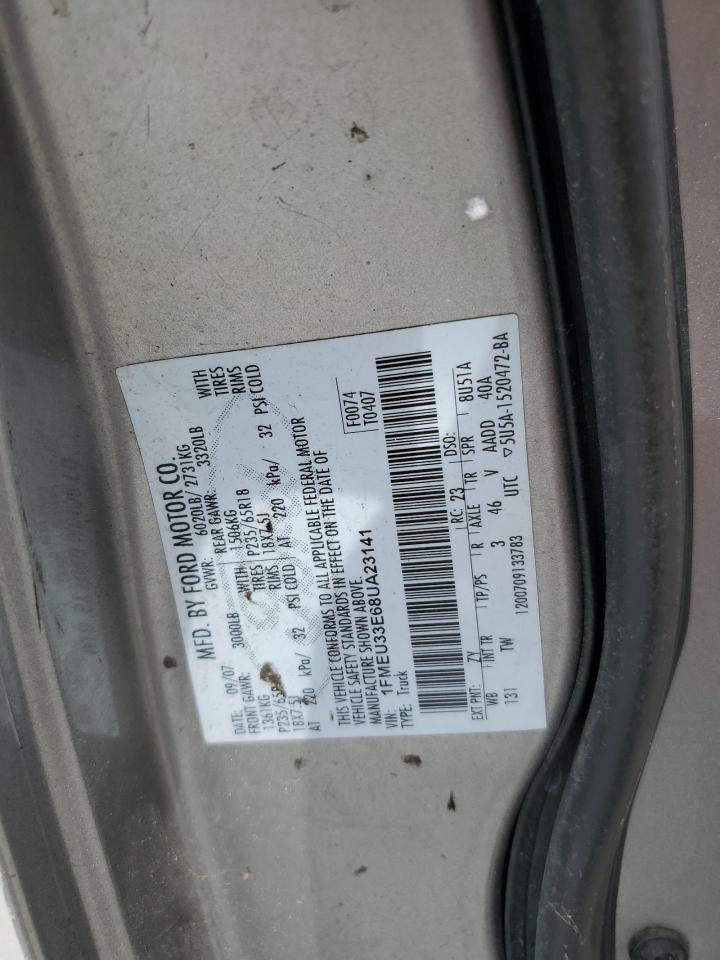 MFD. BY FORD MOTOR CO.
DATE: 09/07 GVWR: 6020LB/ 2731KG
FRONT GAWR: 3000LB REAR GAWR: 3320LB
1361KG WITH 1506KG WITH
P235/65R TIRES P235/65R18 TIRES
18X7.5J RIMS 18X7.5J RIMS
AT 220 kPa/ 32 PSI COLD AT 220 kPa/ 32 PSI COLD
THIS VEHICLE CONFORMS TO ALL APPLICABLE FEDERAL MOTOR
VEHICLE SAFETY STANDARDS IN EFFECT ON THE DATE OF
MANUFACTURE SHOWN ABOVE.
VIN: 1FMEU33E68UA23141 F0074
TYPE: Truck T0407
EXT PNT: ZY RC: 73 DSO:
WB INT TR TP/PS R AXLE TR SPR 8U51A
131 TW 3 46 V AADD 40A
1200709133783 UTC ▽5U5A-1520472-BA